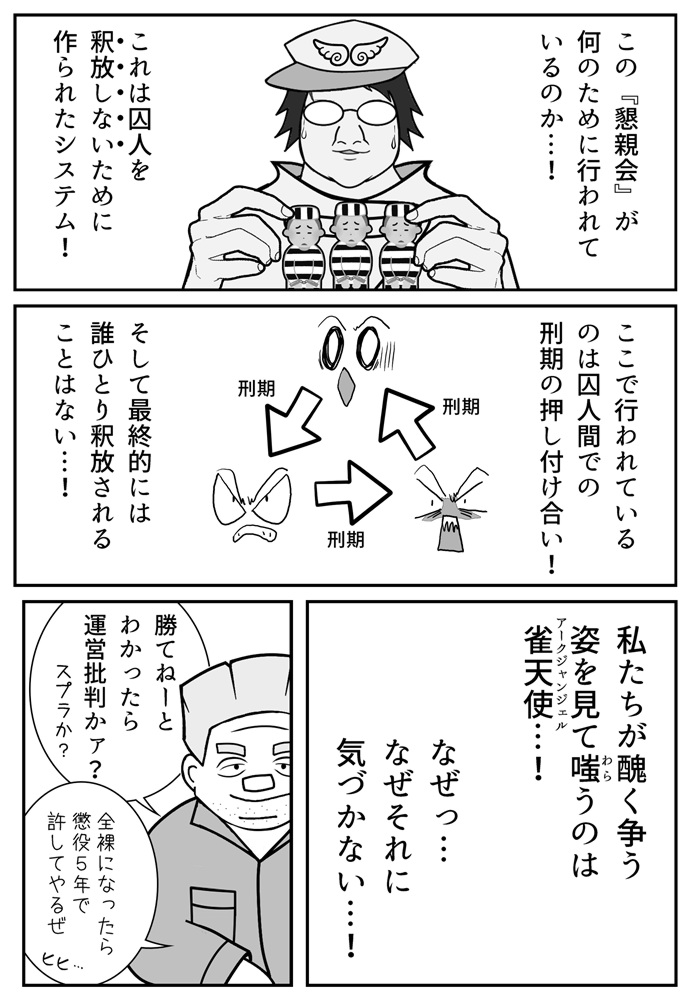 この『懇親会』が
何のために行われて
いるのか…！
これは囚人を
釈放しないために
作られたシステム！
ここで行われている
のは囚人間での
刑期の押し付け合い！
刑期
刑期
刑期
そして最終的には
誰ひとり釈放される
ことはない…！
私たちが醜く争う
姿を見て嗤うのは
わら
雀天使…！
アークジャンジェル
なぜっ…
なぜそれに
気づかない…！
勝てねーと
わかったら
運営批判かァ？
スプラか？
全裸になったら
懲役５年で
許してやるぜ
ヒヒ…